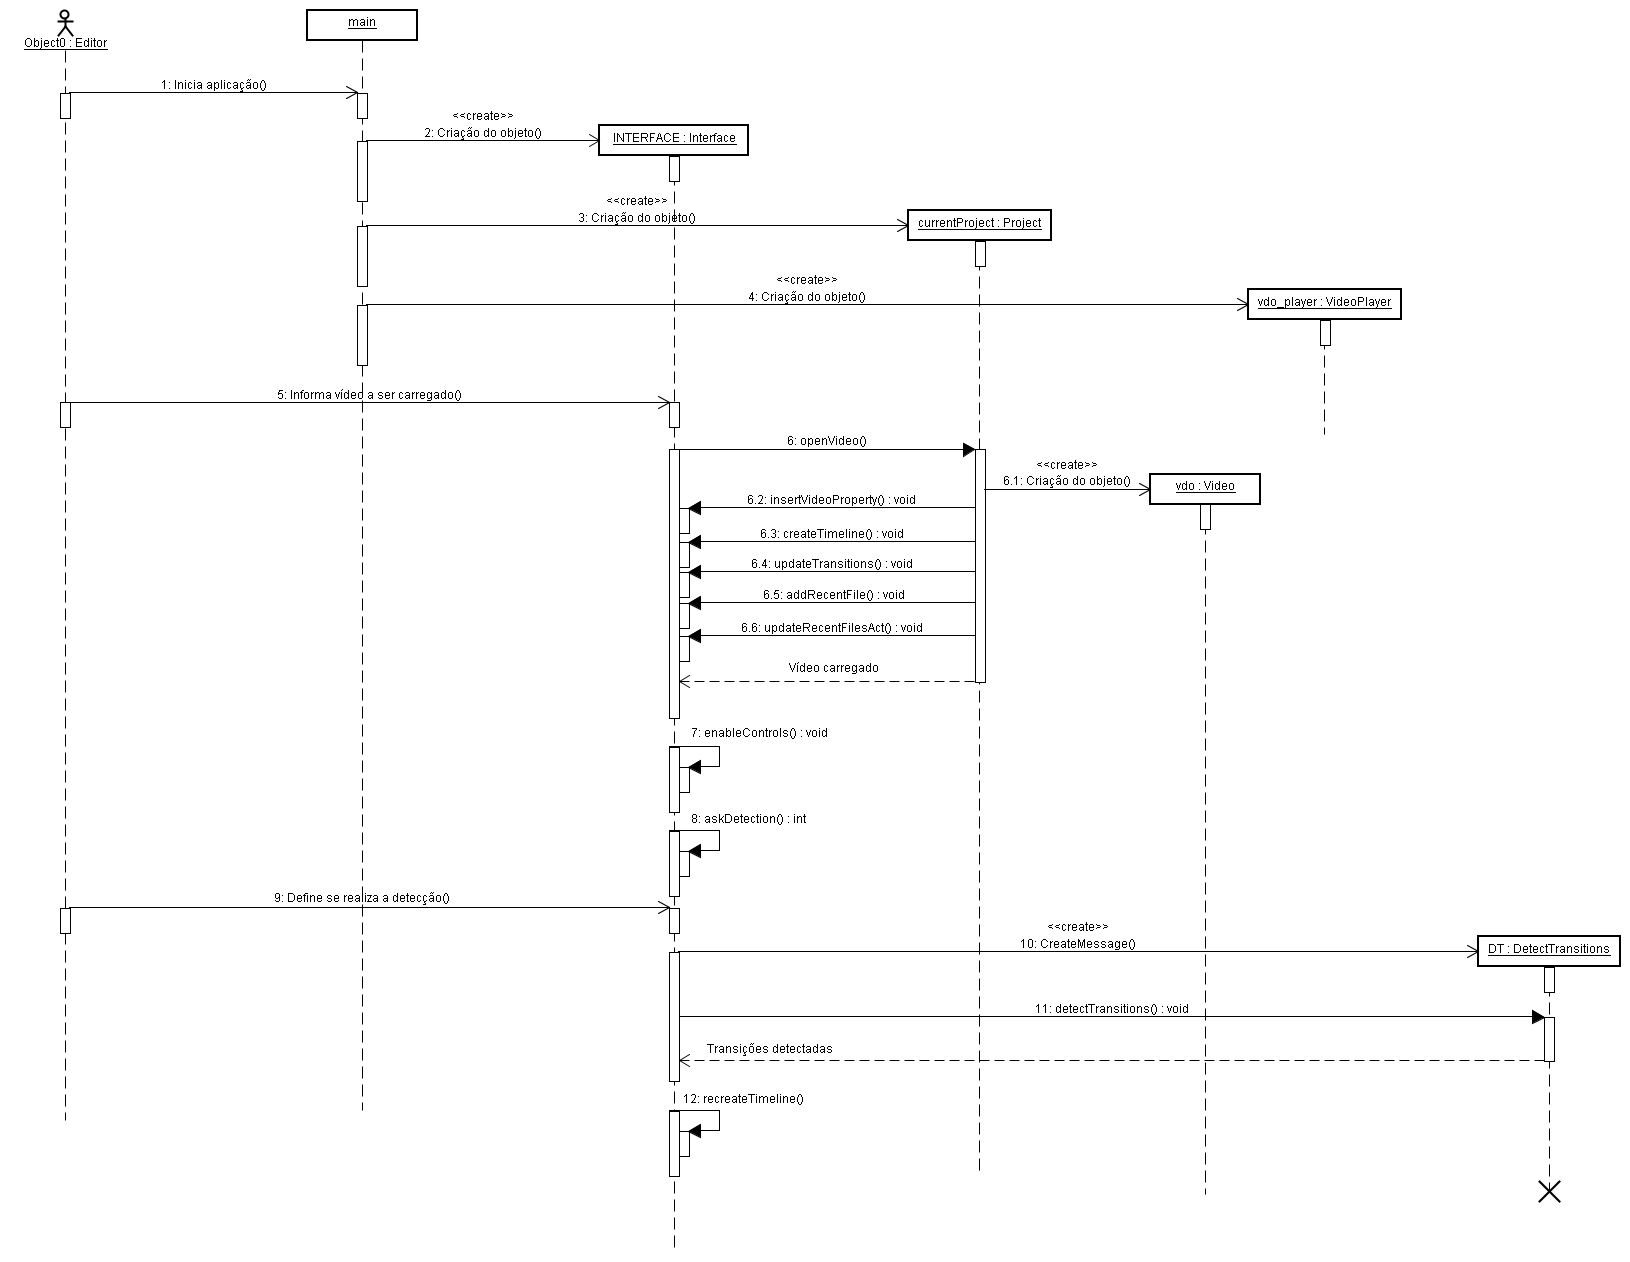 Object0 : Editor
main
1: Inicia aplicação()
<<create>>
2: Criação do objeto()
INTERFACE : Interface
<<create>>
3: Criação do objeto()
currentProject : Project
<<create>>
4: Criação do objeto()
vdo_player : VideoPlayer
5: Informa vídeo a ser carregado()
6: openVideo()
<<create>>
6.1: Criação do objeto()
vdo : Video
6.2: insertVideoProperty() : void
6.3: createTimeline() : void
6.4: updateTransitions() : void
6.5: addRecentFile() : void
6.6: updateRecentFilesAct() : void
Vídeo carregado
7: enableControls() : void
8: askDetection() : int
9: Define se realiza a detecção()
<<create>>
10: CreateMessage()
DT : DetectTransitions
11: detectTransitions() : void
Transições detectadas
12: recreateTimeline()